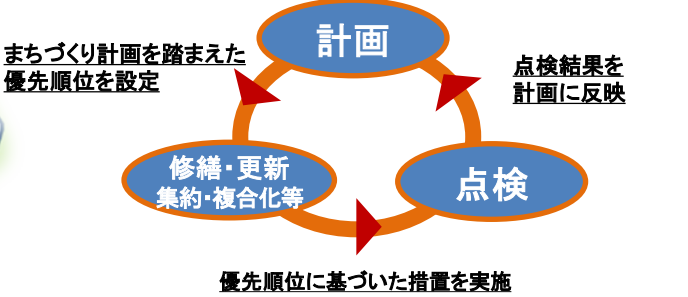 計画
まちづくり計画を踏まえた
優先順位を設定
点検結果を
計画に反映
修繕・更新
集約・複合化等
点検
優先順位に基づいた措置を実施